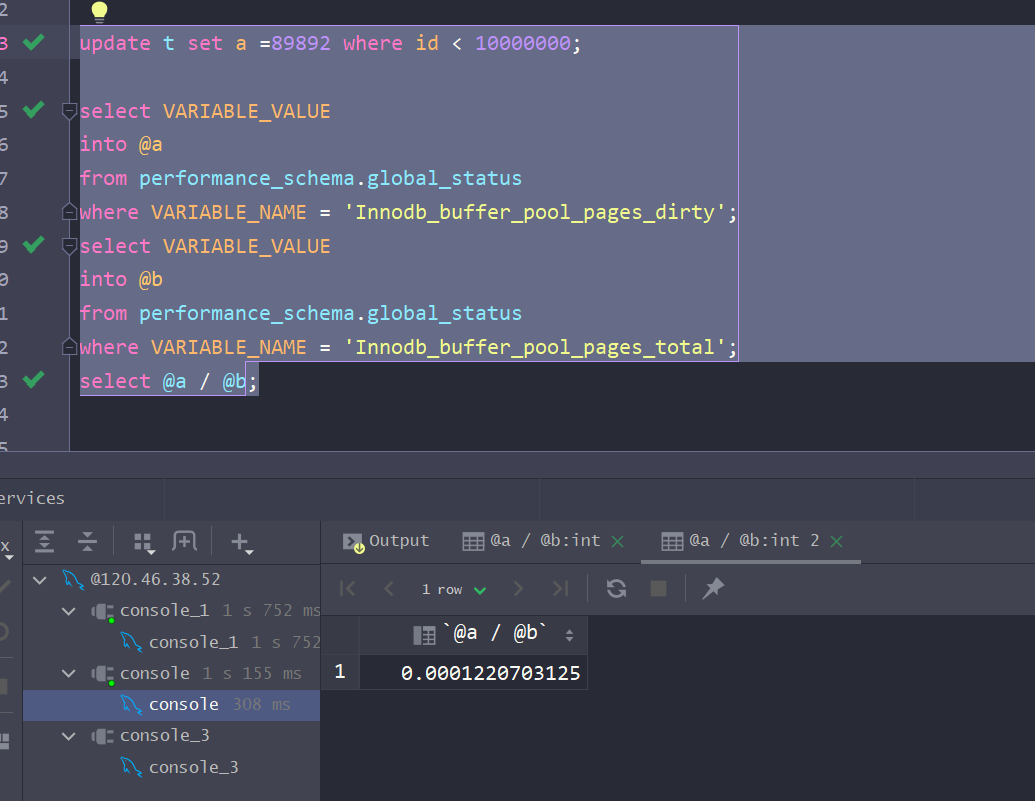 2
3 update t set a =89892 where id < 10000000;
4
5 select VARIABLE_VALUE
6 into @a
7 from performance_schema.global_status
8 where VARIABLE_NAME = 'Innodb_buffer_pool_pages_dirty';
9 select VARIABLE_VALUE
0 into @b
1 from performance_schema.global_status
2 where VARIABLE_NAME = 'Innodb_buffer_pool_pages_total';
3 select @a / @b;
4
5
ervices
x
Output @a / @b:int @a / @b:int 2
1 row
@120.46.38.52
console_1 1 s 752 ms
console_1 1 s 752
console 1 s 155 ms
console 308 ms
console_3
console_3
`@a / @b`
1 0.0001220703125